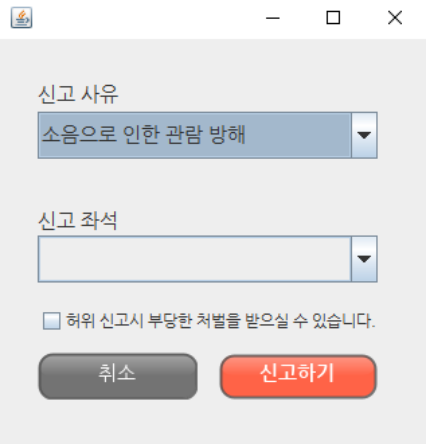 신고 사유
소음으로 인한 관람 방해
신고 좌석
허위 신고시 부당한 처벌을 받으실 수 있습니다.
취소
신고하기